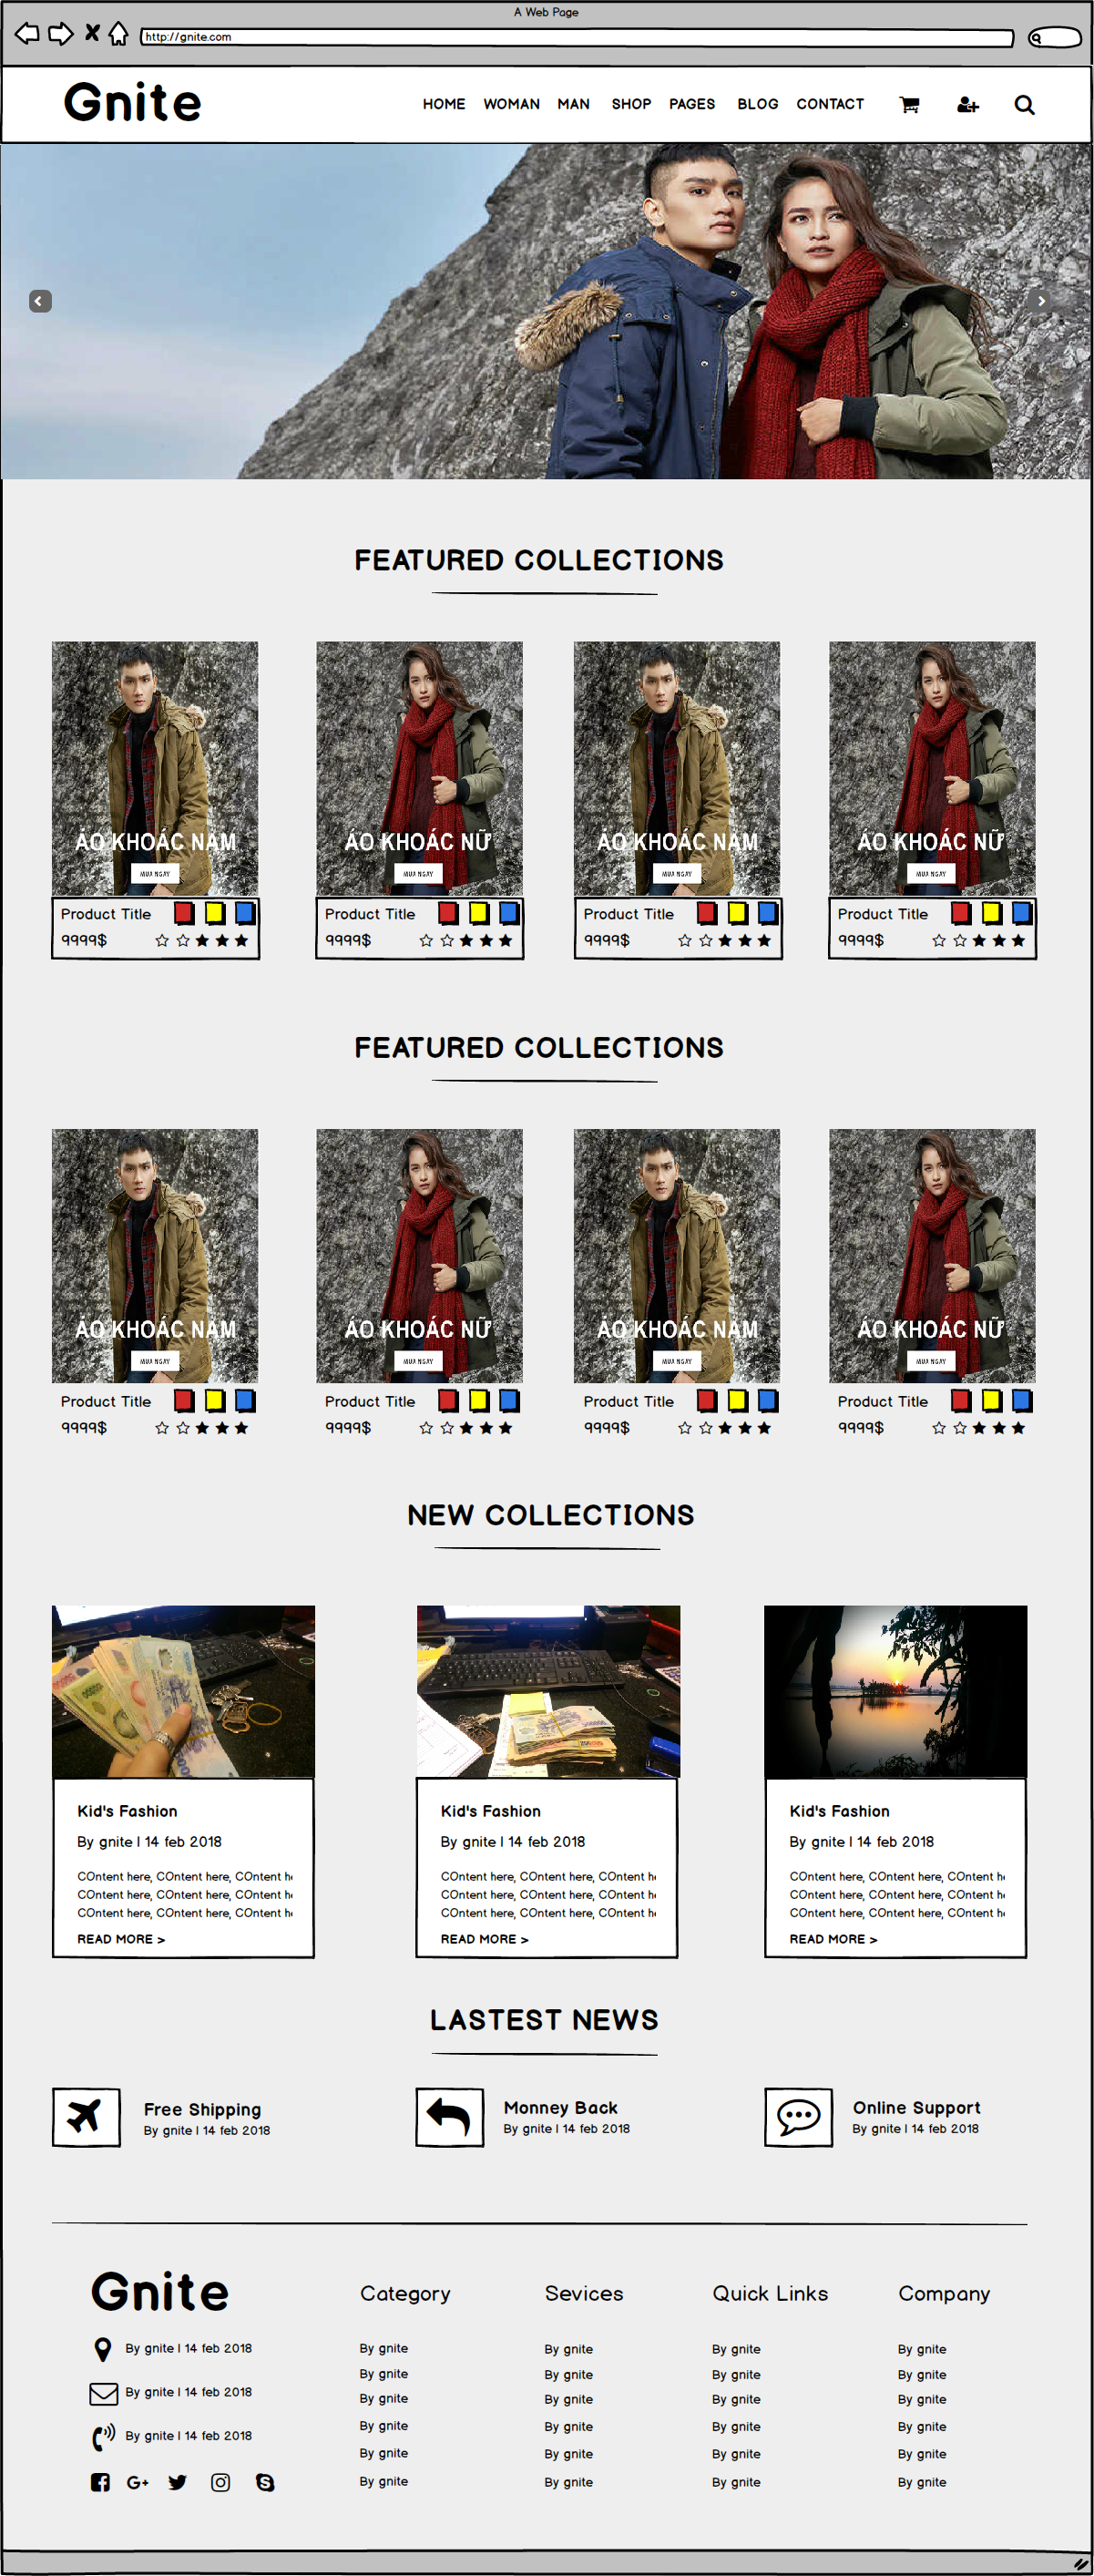 A Web Page
http://gnite.com
Gnite
HOME WOMAN MAN SHOP PAGES BLOG CONTACT
FEATURED COLLECTIONS
ÁO KHOÁC NAM ÁO KHOÁC NỮ ÁO KHOÁC NAM ÁO KHOÁC NỮ
MUA NGAY MUA NGAY MUA NGAY MUA NGAY
Product Title Product Title Product Title Product Title
9999$ 9999$ 9999$ 9999$
FEATURED COLLECTIONS
ÁO KHOÁC NAM ÁO KHOÁC NỮ ÁO KHOÁC NAM ÁO KHOÁC NỮ
MUA NGAY MUA NGAY MUA NGAY MUA NGAY
Product Title Product Title Product Title Product Title
9999$ 9999$ 9999$ 9999$
NEW COLLECTIONS
Kid's Fashion
By gnite | 14 feb 2018
COntent here, COntent here, COntent he
COntent here, COntent here, COntent he
COntent here, COntent here, COntent he
READ MORE >
Kid's Fashion
By gnite | 14 feb 2018
COntent here, COntent here, COntent he
COntent here, COntent here, COntent he
COntent here, COntent here, COntent he
READ MORE >
Kid's Fashion
By gnite | 14 feb 2018
COntent here, COntent here, COntent he
COntent here, COntent here, COntent he
COntent here, COntent here, COntent he
READ MORE >
LASTEST NEWS
Free Shipping
By gnite | 14 feb 2018
Monney Back
By gnite | 14 feb 2018
Online Support
By gnite | 14 feb 2018
Gnite
By gnite | 14 feb 2018
By gnite | 14 feb 2018
By gnite | 14 feb 2018
Category
By gnite
By gnite
By gnite
By gnite
By gnite
By gnite
Sevices
By gnite
By gnite
By gnite
By gnite
By gnite
By gnite
Quick Links
By gnite
By gnite
By gnite
By gnite
By gnite
By gnite
Company
By gnite
By gnite
By gnite
By gnite
By gnite
By gnite